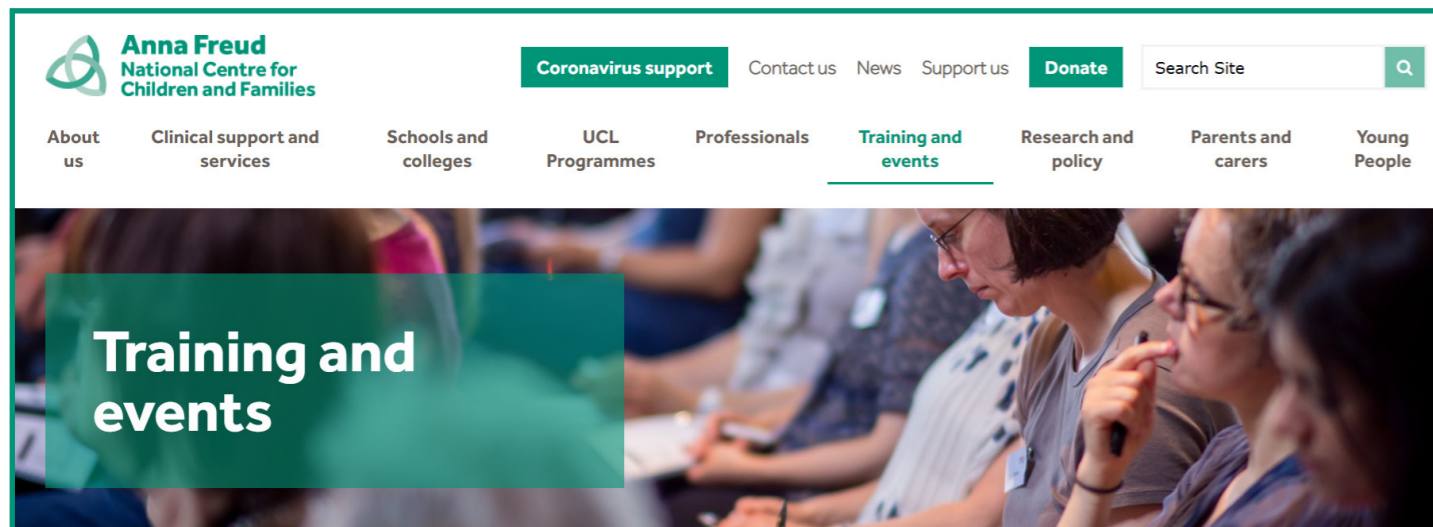 Anna Freud
National Centre for
Children and Families
Coronavirus support
Contact us
News
Support us
Donate
Search Site
About
us
Clinical support and
services
Schools and
colleges
UCL
Programmes
Professionals
Training and
events
Research and
policy
Parents and
carers
Young
People
Training and
events